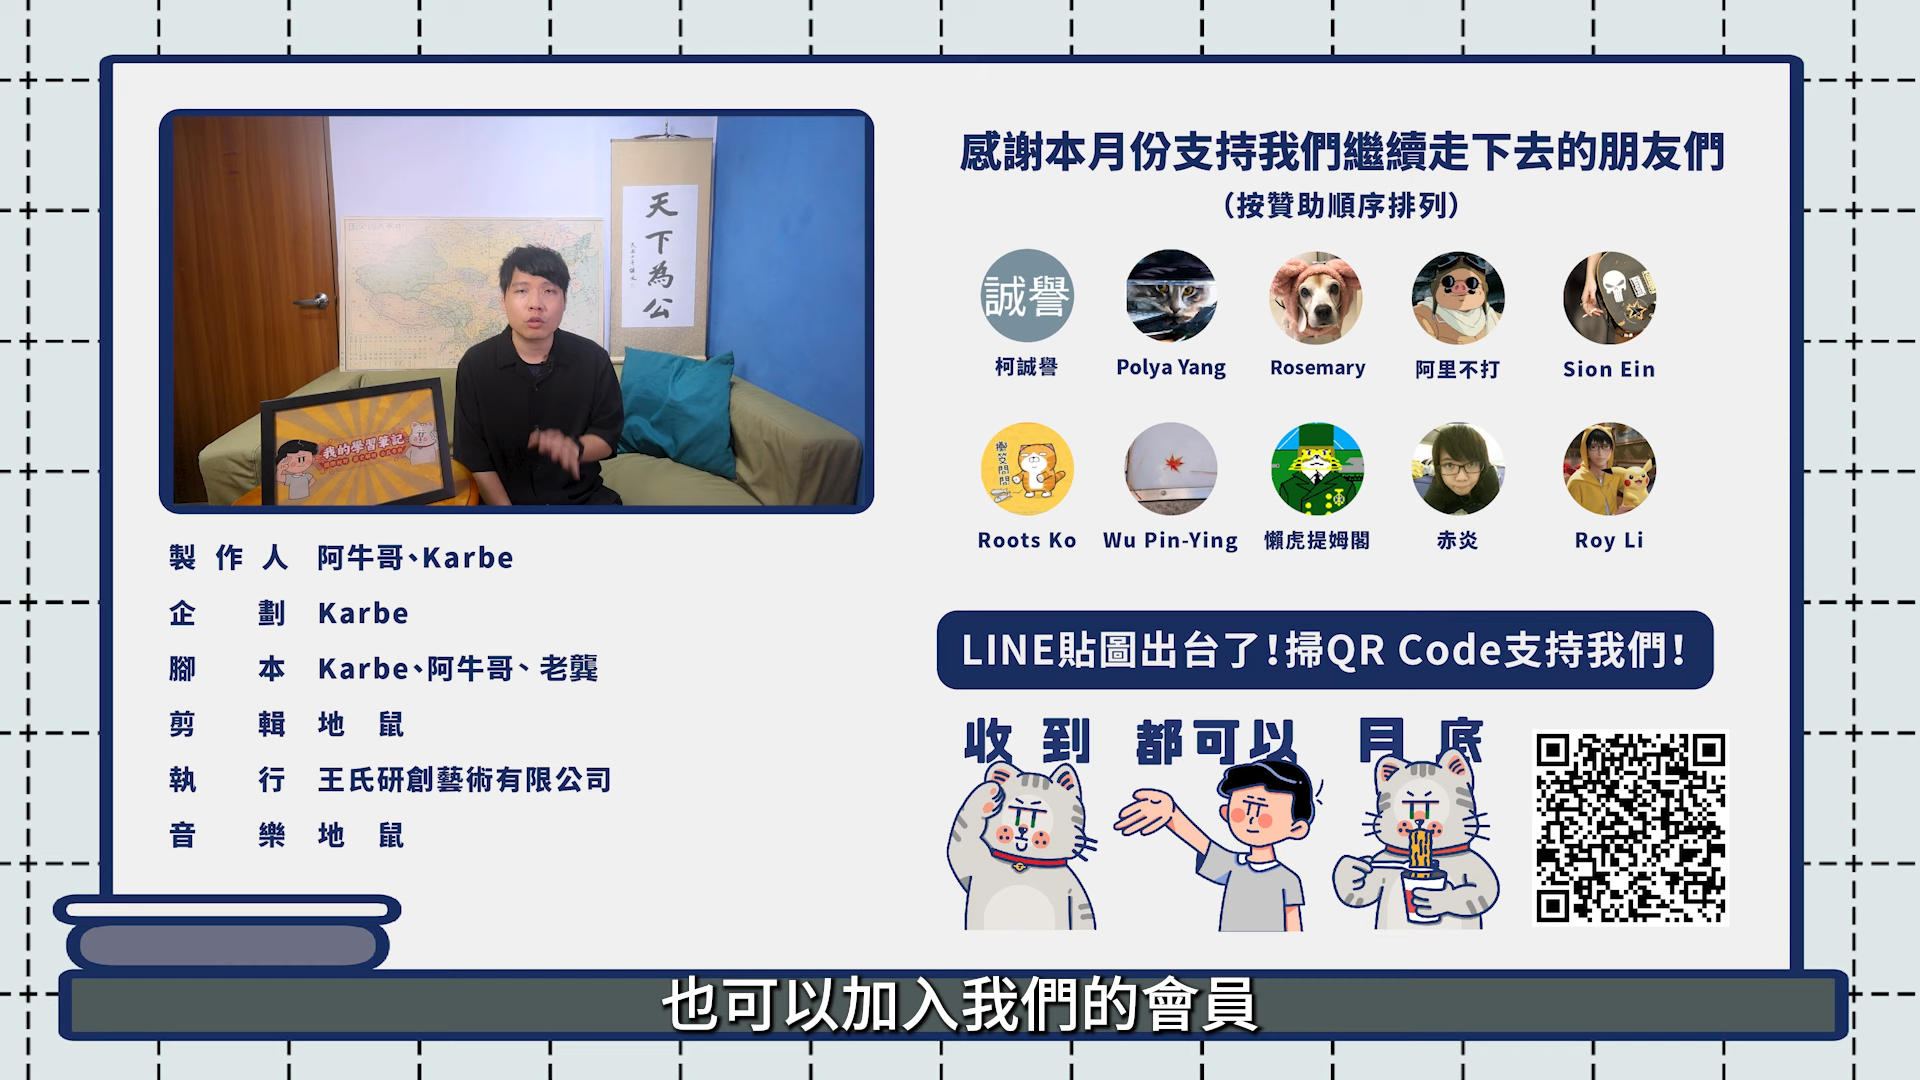 天下為公
我的學習筆記
製作人 阿牛哥、Karbe
企劃 Karbe
腳本 Karbe、阿牛哥、老龔
剪輯 地鼠
執行 王氏研創藝術有限公司
音樂 地鼠
感謝本月份支持我們繼續走下去的朋友們
（按贊助順序排列）
誠譽
柯誠譽
Polya Yang
Rosemary
阿里不打
Sion Ein
Roots Ko
Wu Pin-Ying
懶虎提姆閣
赤炎
Roy Li
LINE貼圖出台了！掃QR Code支持我們！
收到
都可以
月底
也可以加入我們的會員